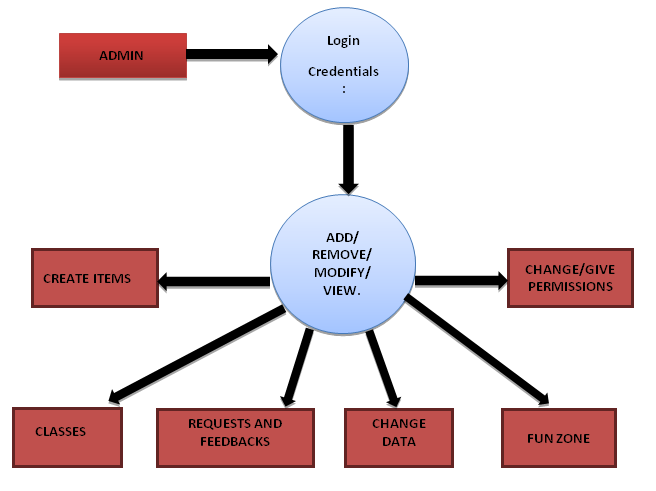 Login
ADMIN
Credentials
:
ADD/
REMOVE/
MODIFY/
VIEW.
CREATE ITEMS
CHANGE/GIVE
PERMISSIONS
CLASSES
REQUESTS AND
FEEDBACKS
CHANGE
DATA
FUN ZONE